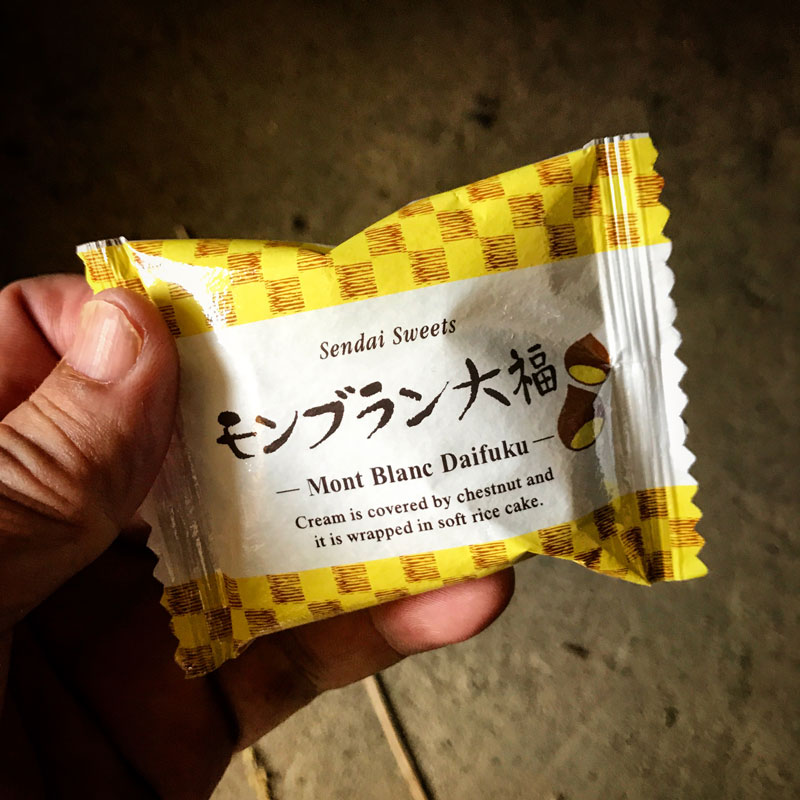 Sendai Sweets
モンブラン大福
— Mont Blanc Daifuku —
Cream is covered by chestnut and
it is wrapped in soft rice cake.